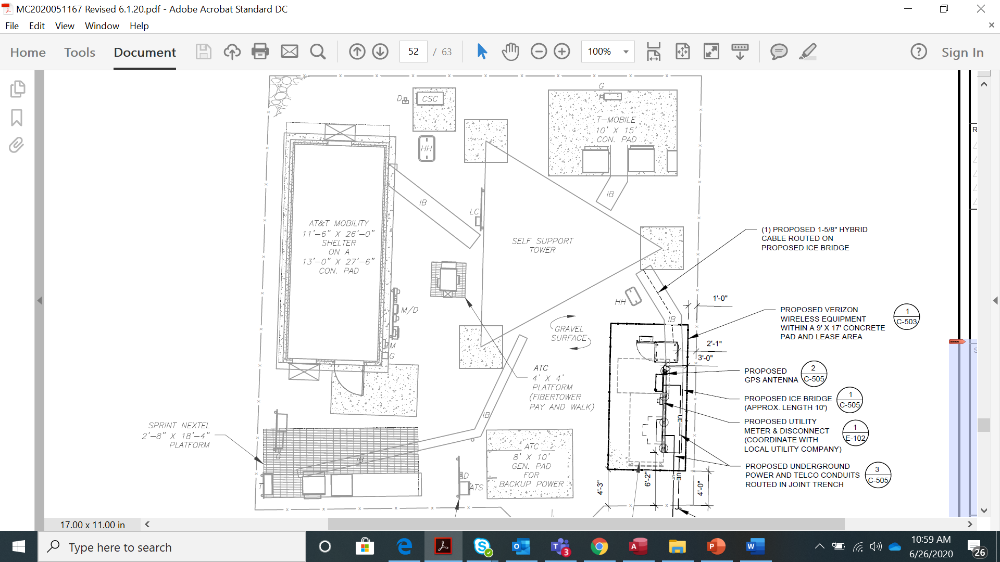 MC2020051167 Revised 6.1.20.pdf - Adobe Acrobat Standard DC
File Edit View Window Help
Home Tools Document 52 / 63 100% Sign In
G
D
CSC
T-MOBILE
10' X 15'
CON. PAD
HH
IB
IB
LC
AT&T MOBILITY
11'-6" X 26'-0"
SHELTER
ON A
13'-0" X 27'-6"
CON. PAD
SELF SUPPORT
TOWER
(1) PROPOSED 1-5/8" HYBRID
CABLE ROUTED ON
PROPOSED ICE BRIDGE
HH
1'-0"
M/D
IB
GRAVEL
SURFACE
PROPOSED VERIZON
WIRELESS EQUIPMENT
WITHIN A 9' X 17' CONCRETE
PAD AND LEASE AREA
1
C-503
M
G
2'-1"
3'-0"
ATC
4' X 4'
PLATFORM
(FIBERTOWER
PAY AND WALK)
PROPOSED
GPS ANTENNA
2
C-505
PROPOSED ICE BRIDGE
(APPROX. LENGTH 10')
1
C-505
IB
UE
PROPOSED UTILITY
METER & DISCONNECT
(COORDINATE WITH
LOCAL UTILITY COMPANY)
1
E-102
SPRINT NEXTEL
2'-8" X 18'-4"
PLATFORM
G
IB
ATC
8' X 10'
GEN. PAD
FOR
BACKUP POWER
PROPOSED UNDERGROUND
POWER AND TELCO CONDUITS
ROUTED IN JOINT TRENCH
3
C-505
T
D
ATS
4'-3"
6'-2"
UE
4'-0"
R
17.00 x 11.00 in
Type here to search
3
10:59 AM
6/26/2020
26